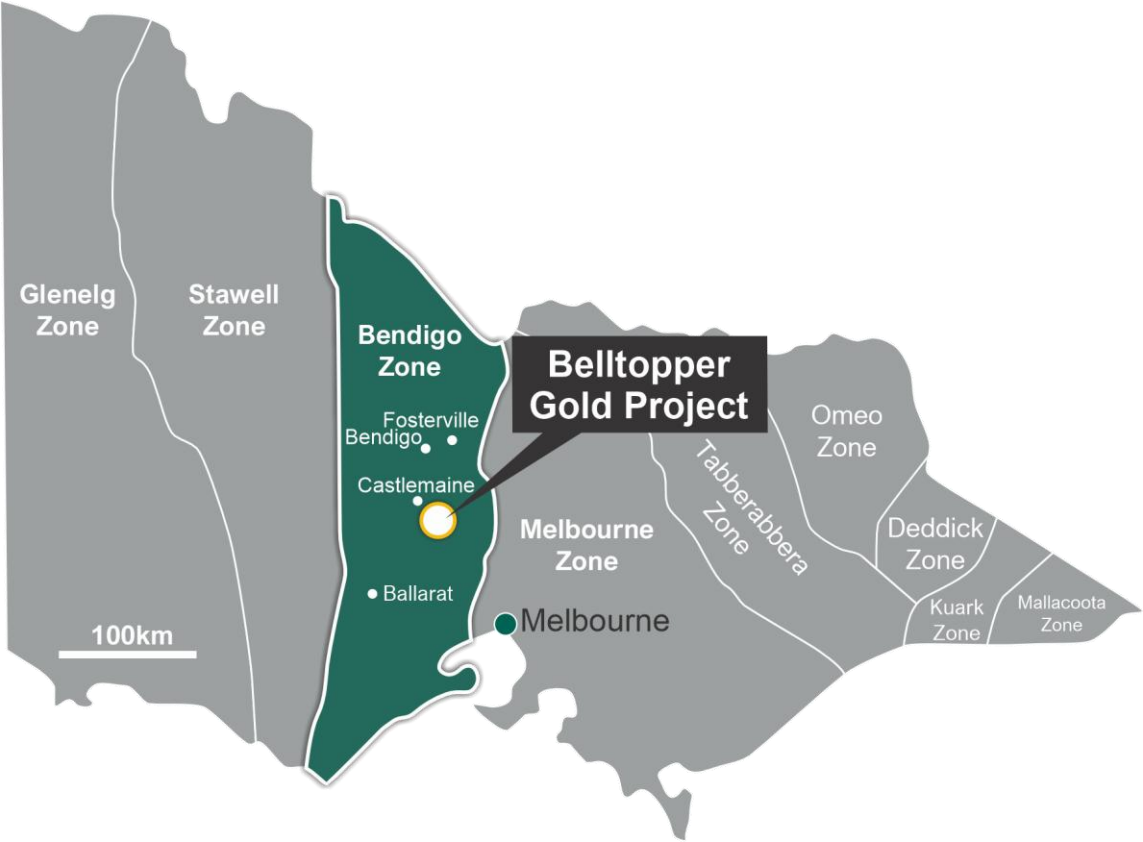 Glenelg
Zone
Stawell
Zone
Bendigo
Zone
Belltopper
Gold Project
Fosterville
Bendigo
Castlemaine
Ballarat
Melbourne
Zone
Melbourne
Tabberabbera
Zone
Omeo
Zone
Deddick
Zone
Kuark
Zone
Mallacoota
Zone
100km